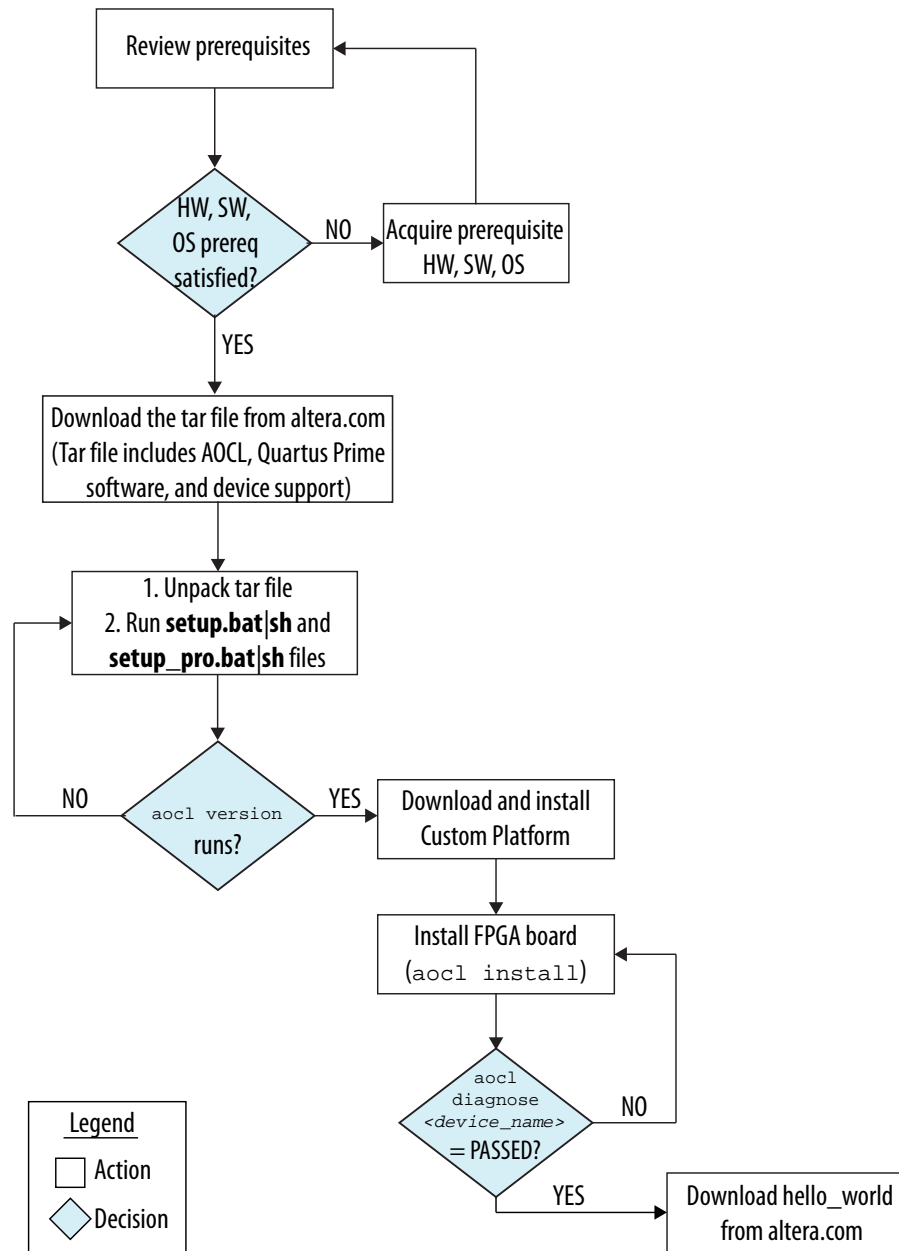 Review prerequisites
HW, SW,
OS prereq
satisfied?
NO
Acquire prerequisite
HW, SW, OS
YES
Download the tar file from altera.com
(Tar file includes AOCL, Quartus Prime
software, and device support)
1. Unpack tar file
2. Run setup.bat|sh and
setup_pro.bat|sh files
NO
aocl version
runs?
YES
Download and install
Custom Platform
Install FPGA board
(aocl install)
aocl
diagnose
<device_name>
= PASSED?
NO
YES
Download hello_world
from altera.com
Legend
Action
Decision